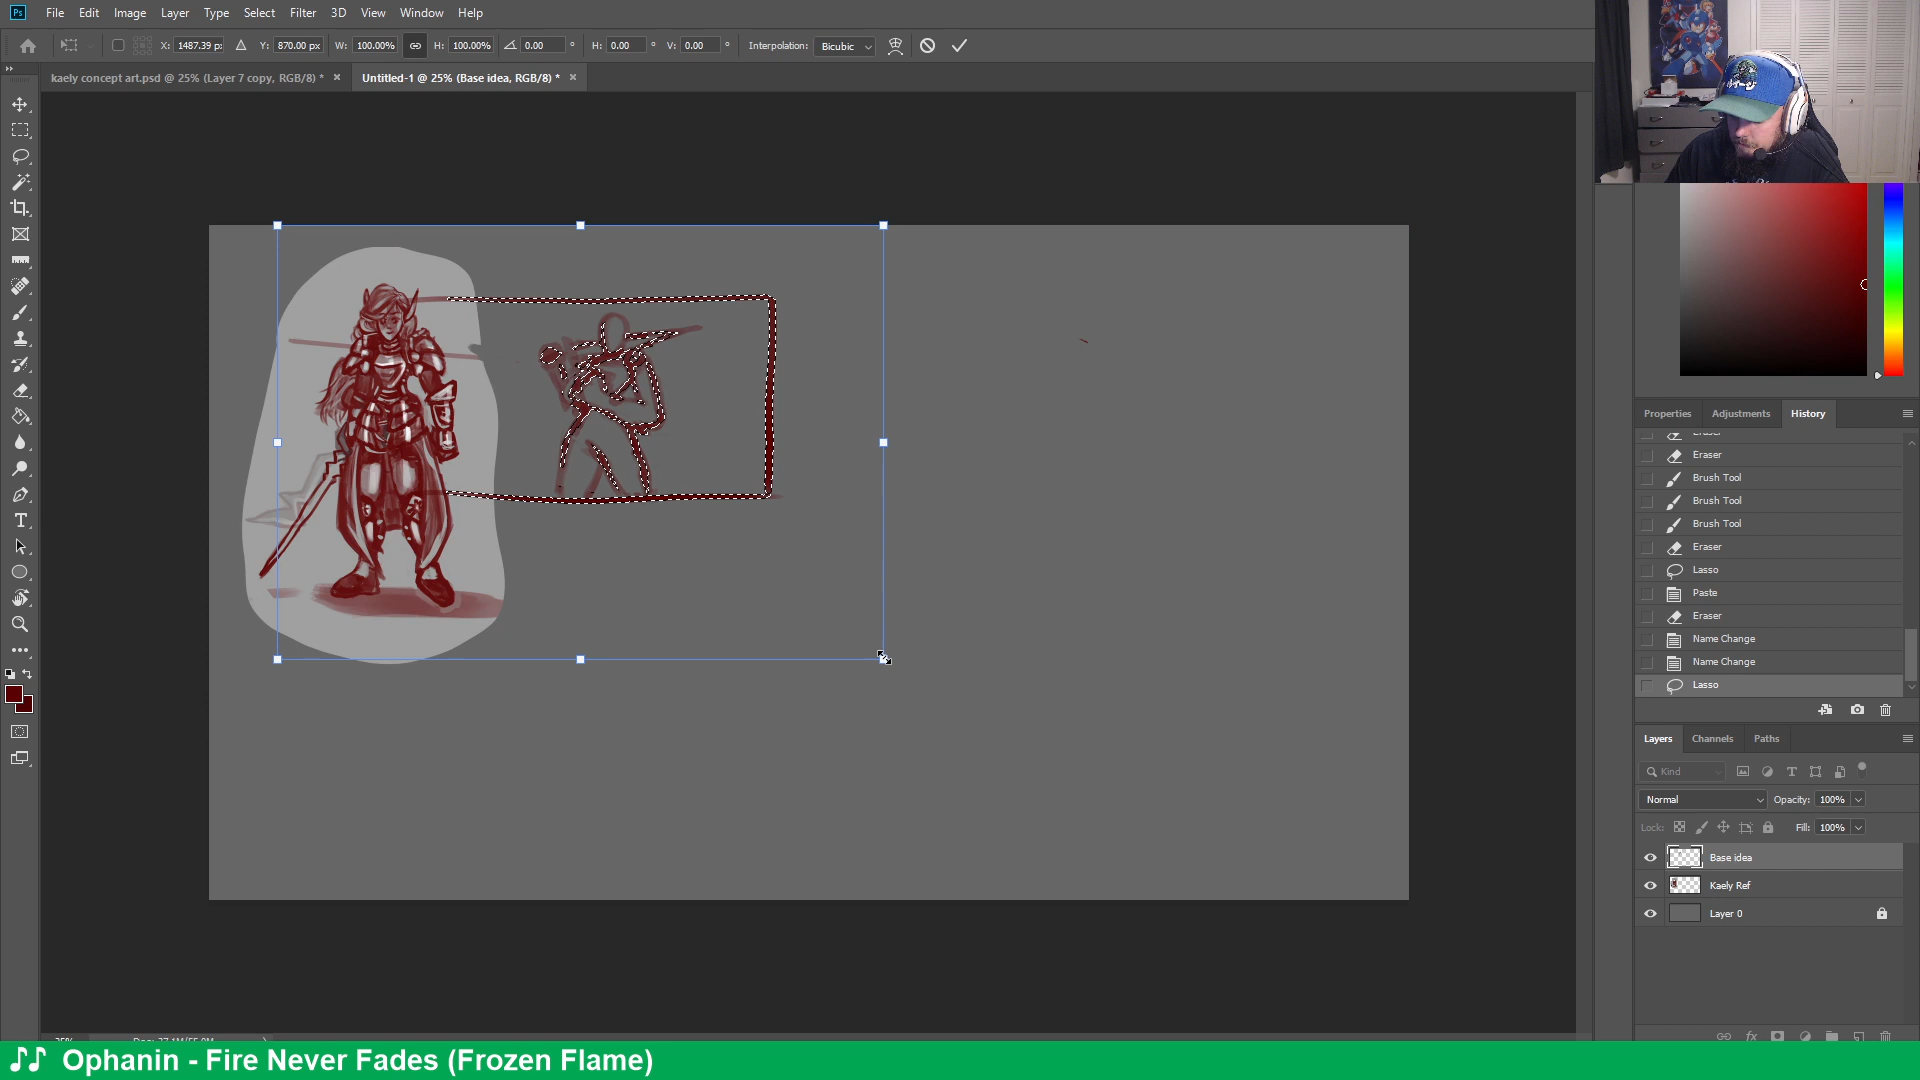 Ps File Edit Image Layer Type Select Filter 3D View Window Help
X: 1487.39 px Y: 870.00 px W: 100.00% H: 100.00% 0.00 ° H: 0.00 ° V: 0.00 ° Interpolation: Bicubic
kaely concept art.psd @ 25% (Layer 7 copy, RGB/8) * × Untitled-1 @ 25% (Base idea, RGB/8) * ×
Properties Adjustments History
Eraser
Eraser
Brush Tool
Brush Tool
Brush Tool
Eraser
Lasso
Paste
Eraser
Name Change
Name Change
Lasso
Layers Channels Paths
Kind
Normal Opacity: 100%
Lock: Fill: 100%
Base idea
Kaely Ref
Layer 0
Ophanin - Fire Never Fades (Frozen Flame)